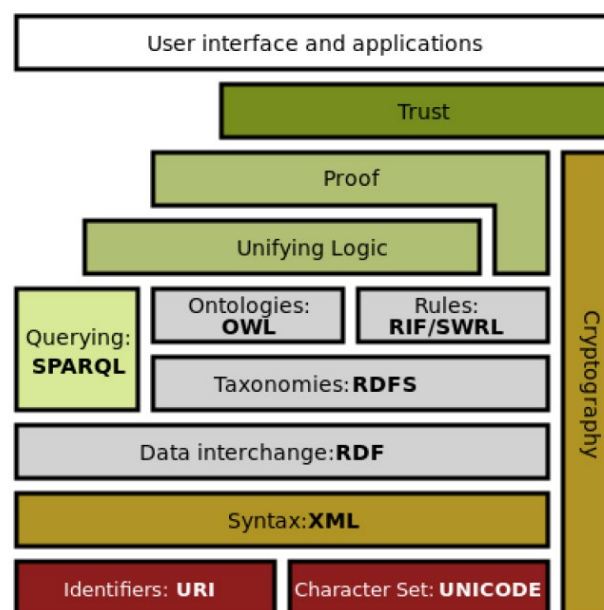 User interface and applications
Trust
Proof
Unifying Logic
Querying:
SPARQL
Ontologies:
OWL
Rules:
RIF/SWRL
Taxonomies:RDFS
Data interchange:RDF
Syntax:XML
Identifiers: URI
Character Set: UNICODE
Cryptography